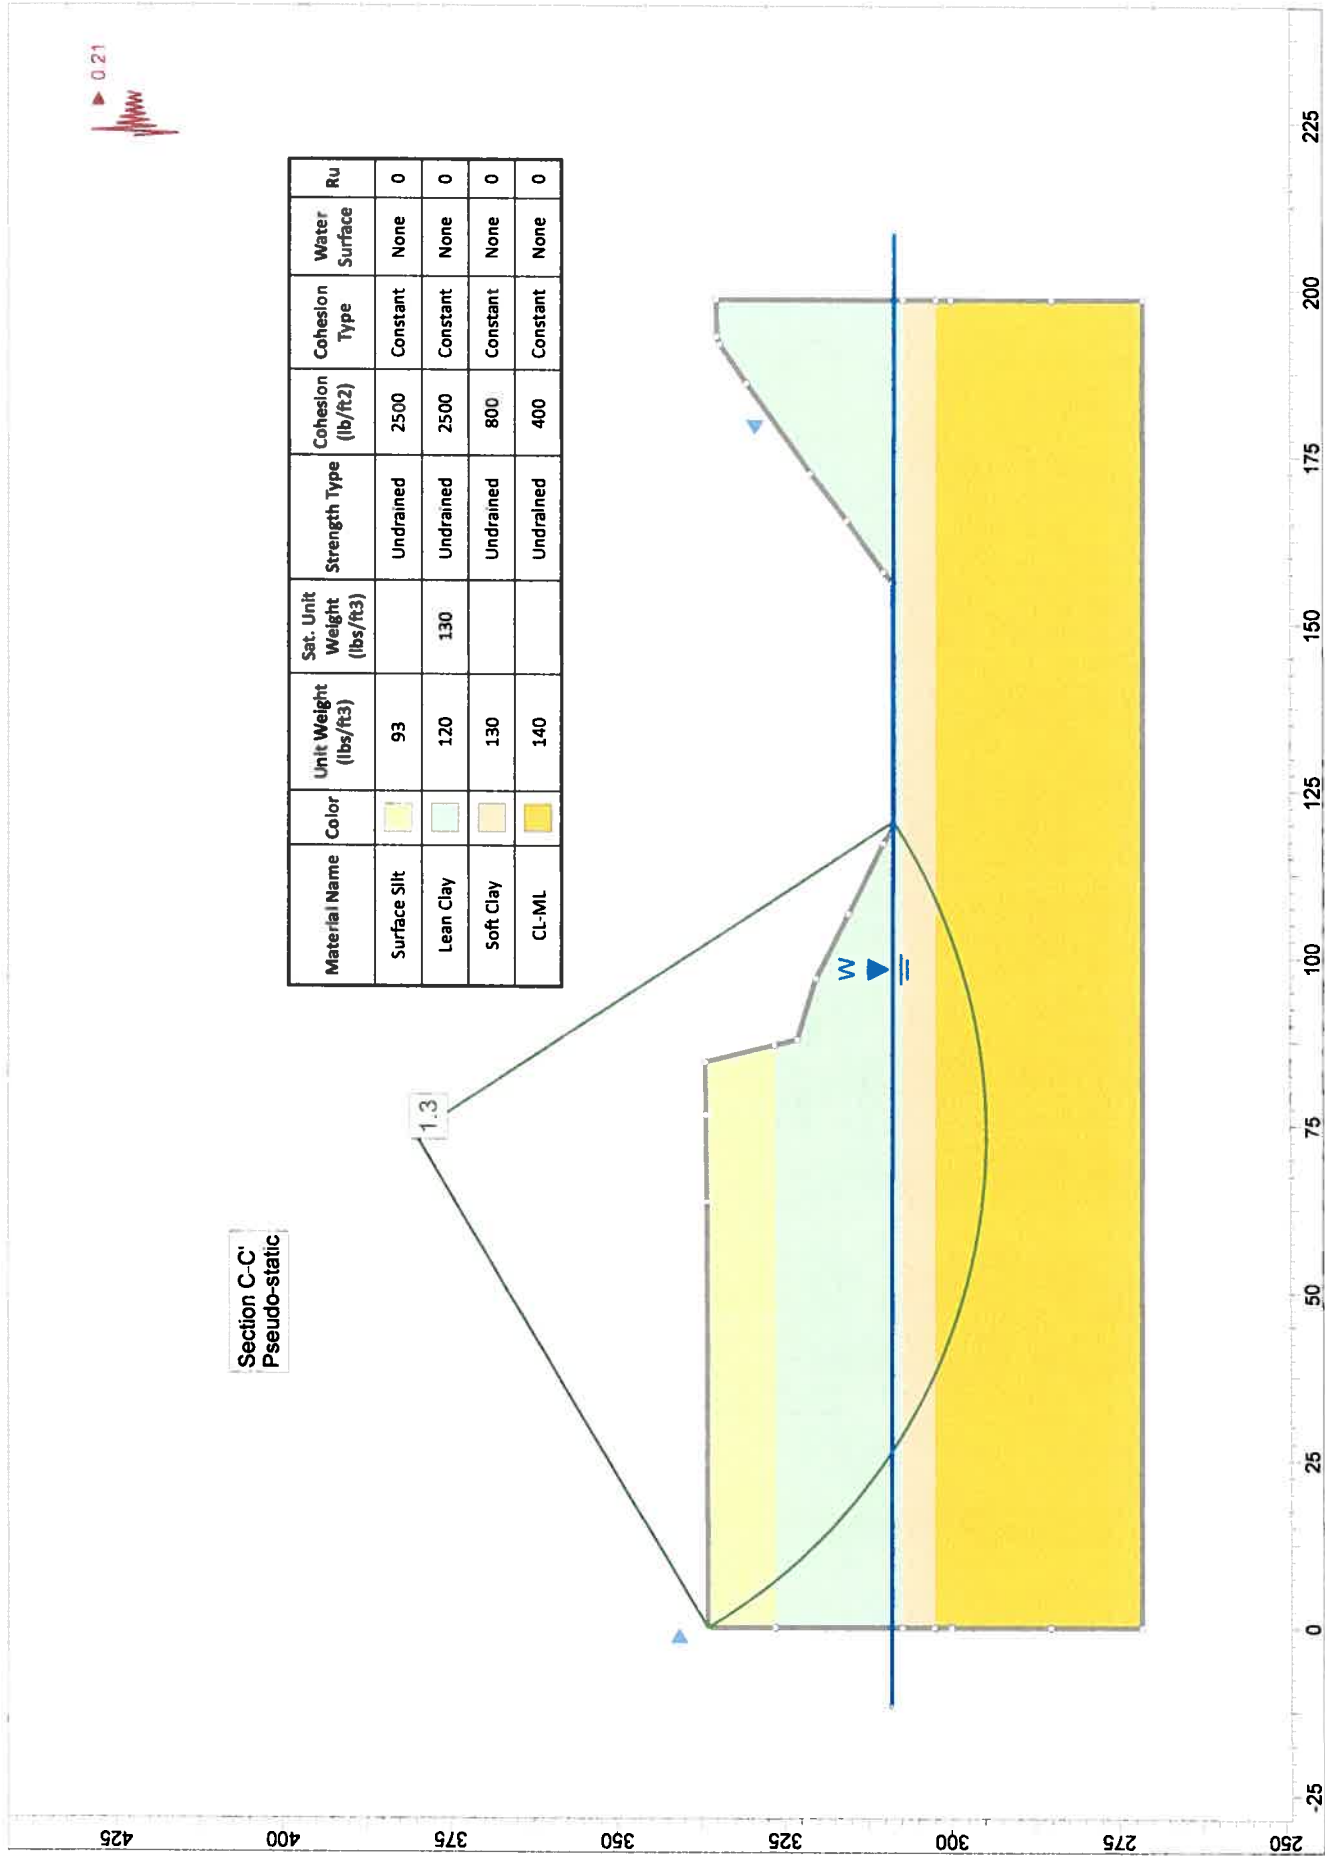 0.21
Section C-C'
Pseudo-static
Material Name Color Unit Weight (lbs/ft3) Sat. Unit Weight (lbs/ft3) Strength Type Cohesion (lb/ft2) Cohesion Type Water Surface Ru
Surface Silt 93 Undrained 2500 Constant None 0
Lean Clay 120 130 Undrained 2500 Constant None 0
Soft Clay 130 Undrained 800 Constant None 0
CL-ML 140 Undrained 400 Constant None 0
1.3
W
425
400
375
350
325
300
275
250
-25 0 25 50 75 100 125 150 175 200 225